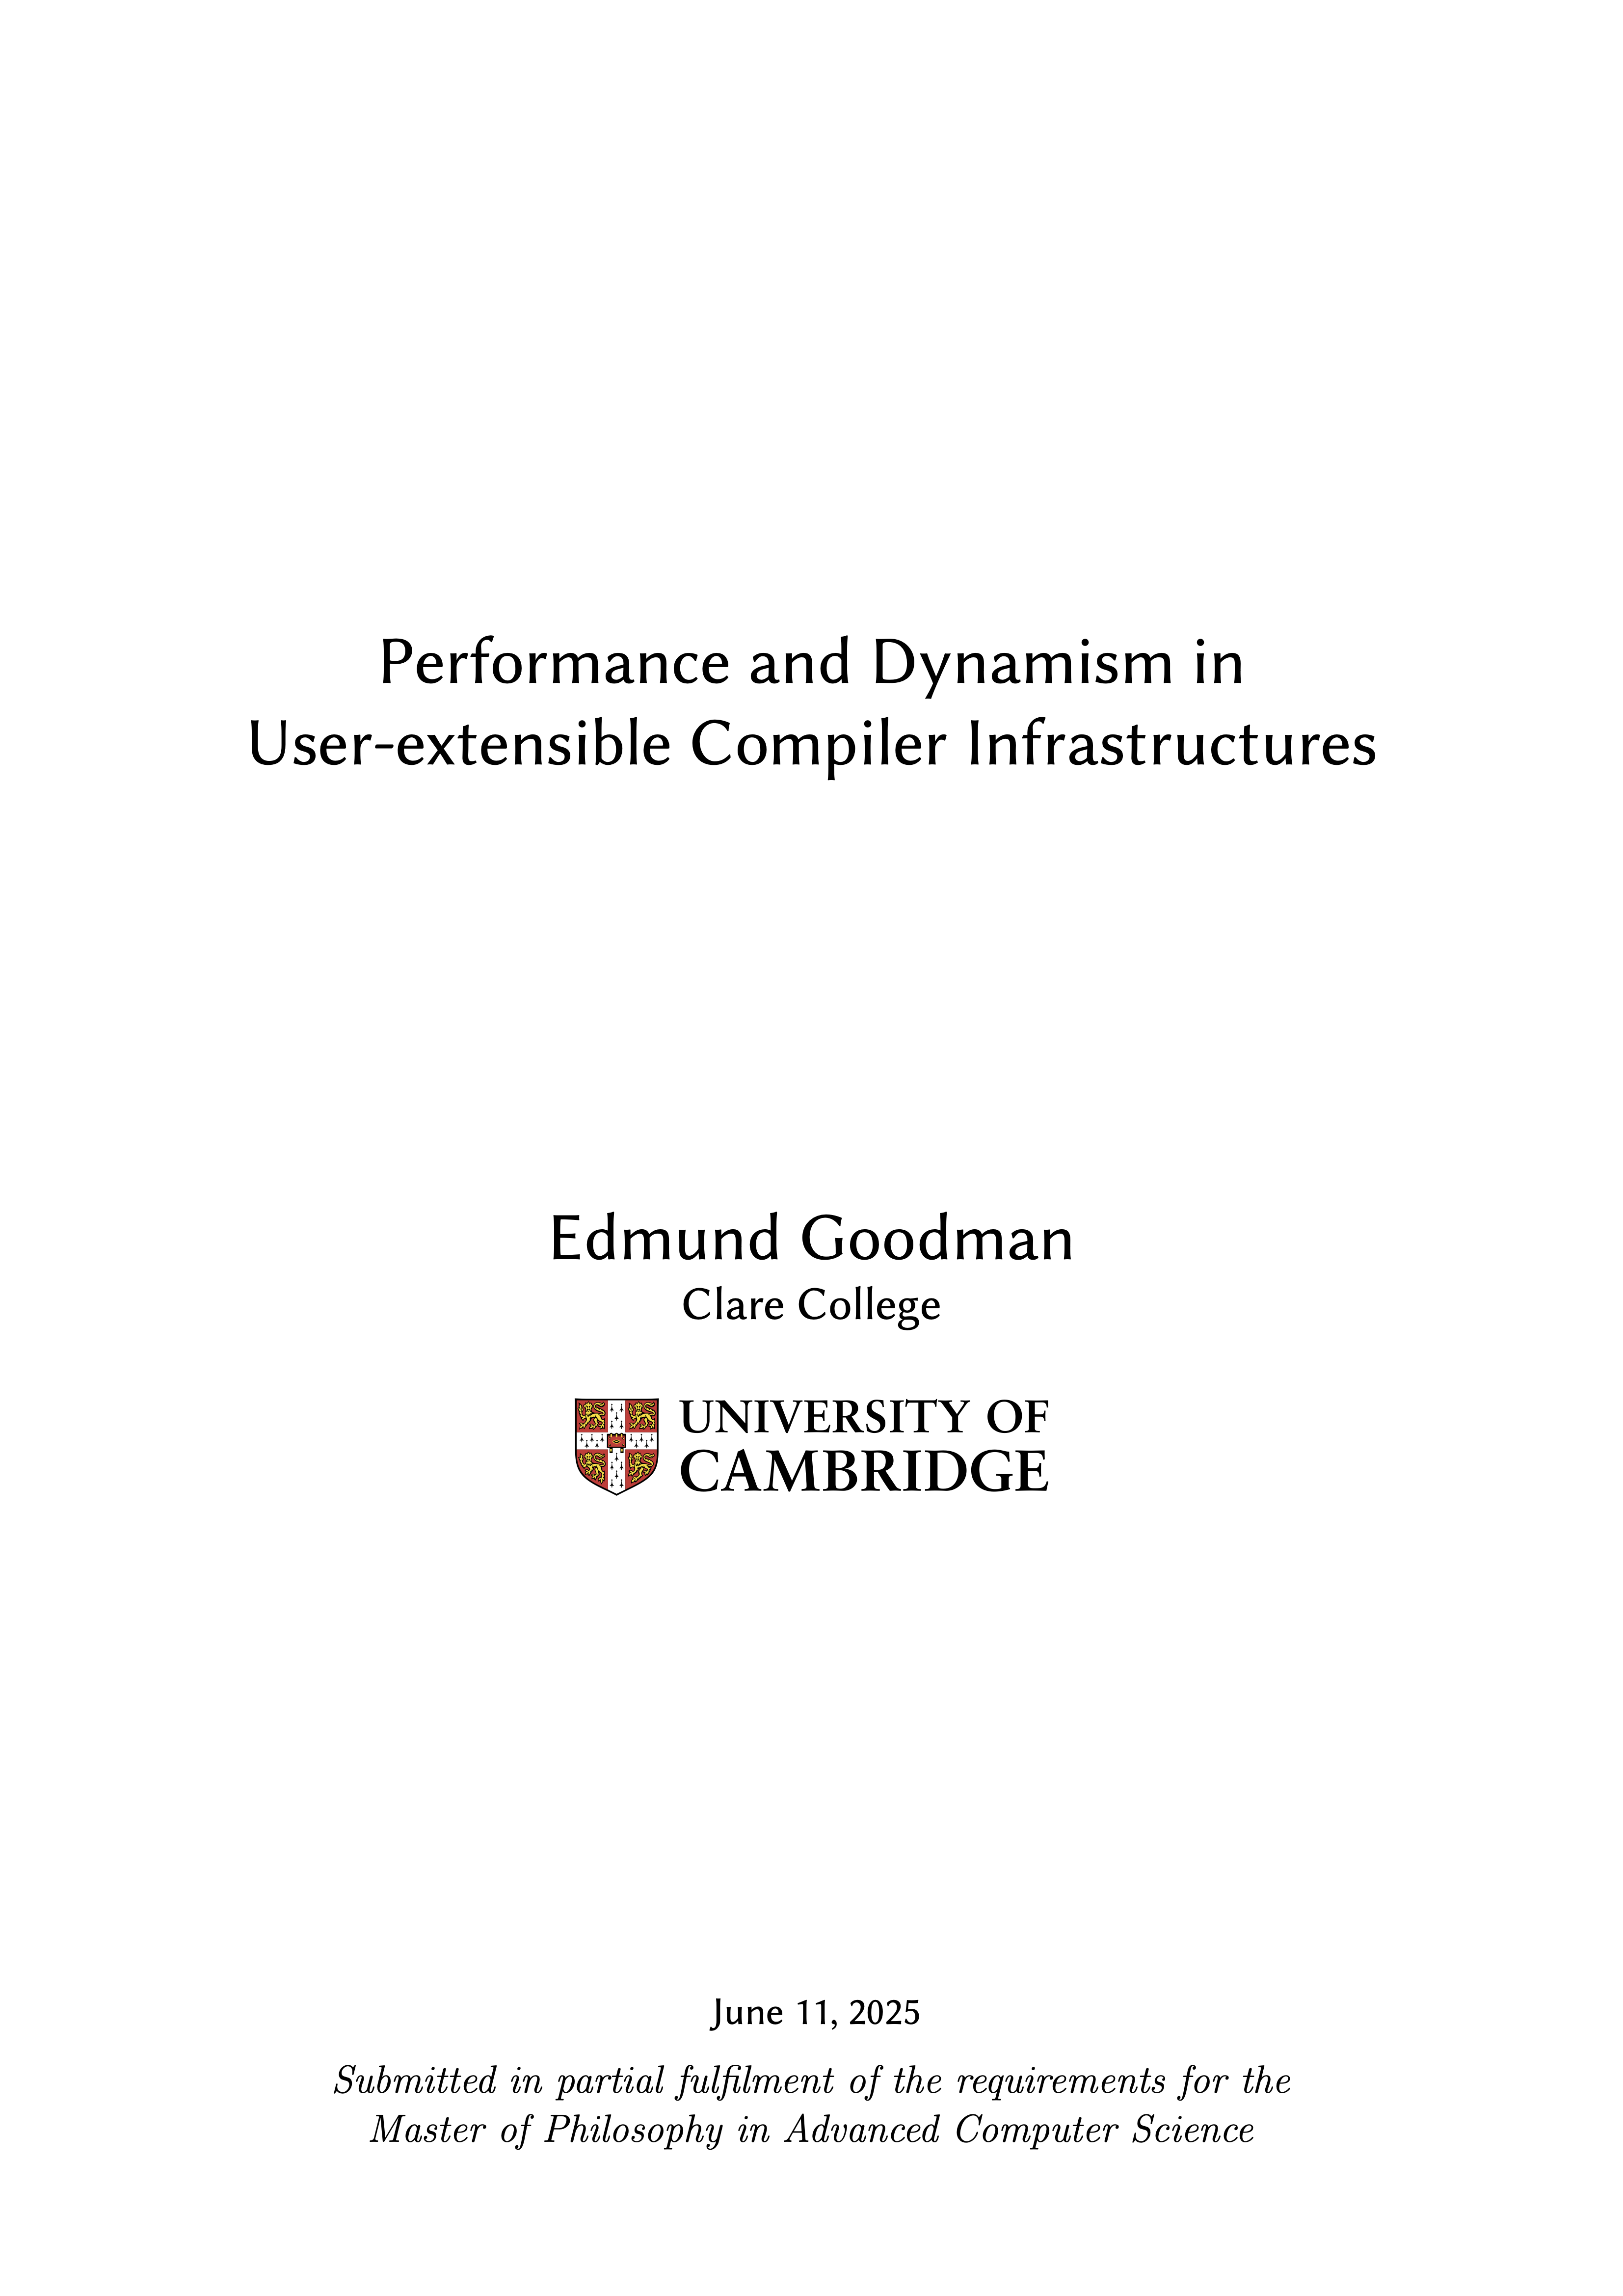 Performance and Dynamism in
User-extensible Compiler Infrastructures
Edmund Goodman
Clare College
UNIVERSITY OF
CAMBRIDGE
June 11, 2025
Submitted in partial fulfilment of the requirements for the
Master of Philosophy in Advanced Computer Science